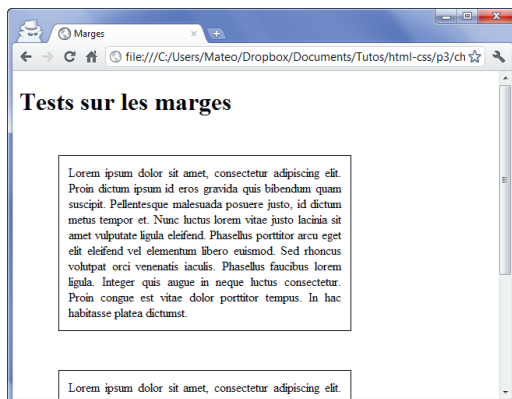 Marges
file:///C:/Users/Mateo/Dropbox/Documents/Tutos/html-css/p3/ch
Tests sur les marges
Lorem ipsum dolor sit amet, consectetur adipiscing elit.
Proin dictum ipsum id eros gravida quis bibendum quam
suscipit. Pellentesque malesuada posuere justo, id dictum
metus tempor et. Nunc luctus lorem vitae justo lacinia sit
amet vulputate ligula eleifend. Phasellus porttitor arcu eget
elit eleifend vel elementum libero euismod. Sed rhoncus
volutpat orci venenatis iaculis. Phasellus faucibus lorem
ligula. Integer quis augue in neque luctus consectetur.
Proin congue est vitae dolor porttitor tempus. In hac
habitasse platea dictumst.
Lorem ipsum dolor sit amet, consectetur adipiscing elit.